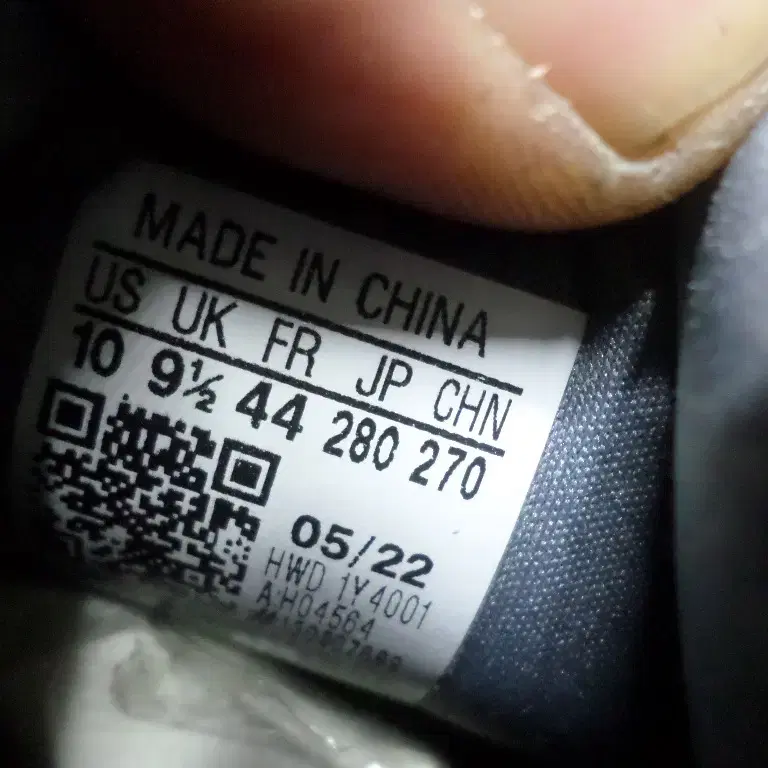 MADE IN CHINA
US UK FR JP CHN
10 9½ 44 280 270
05/22
HWD 1Y4001
AH04564